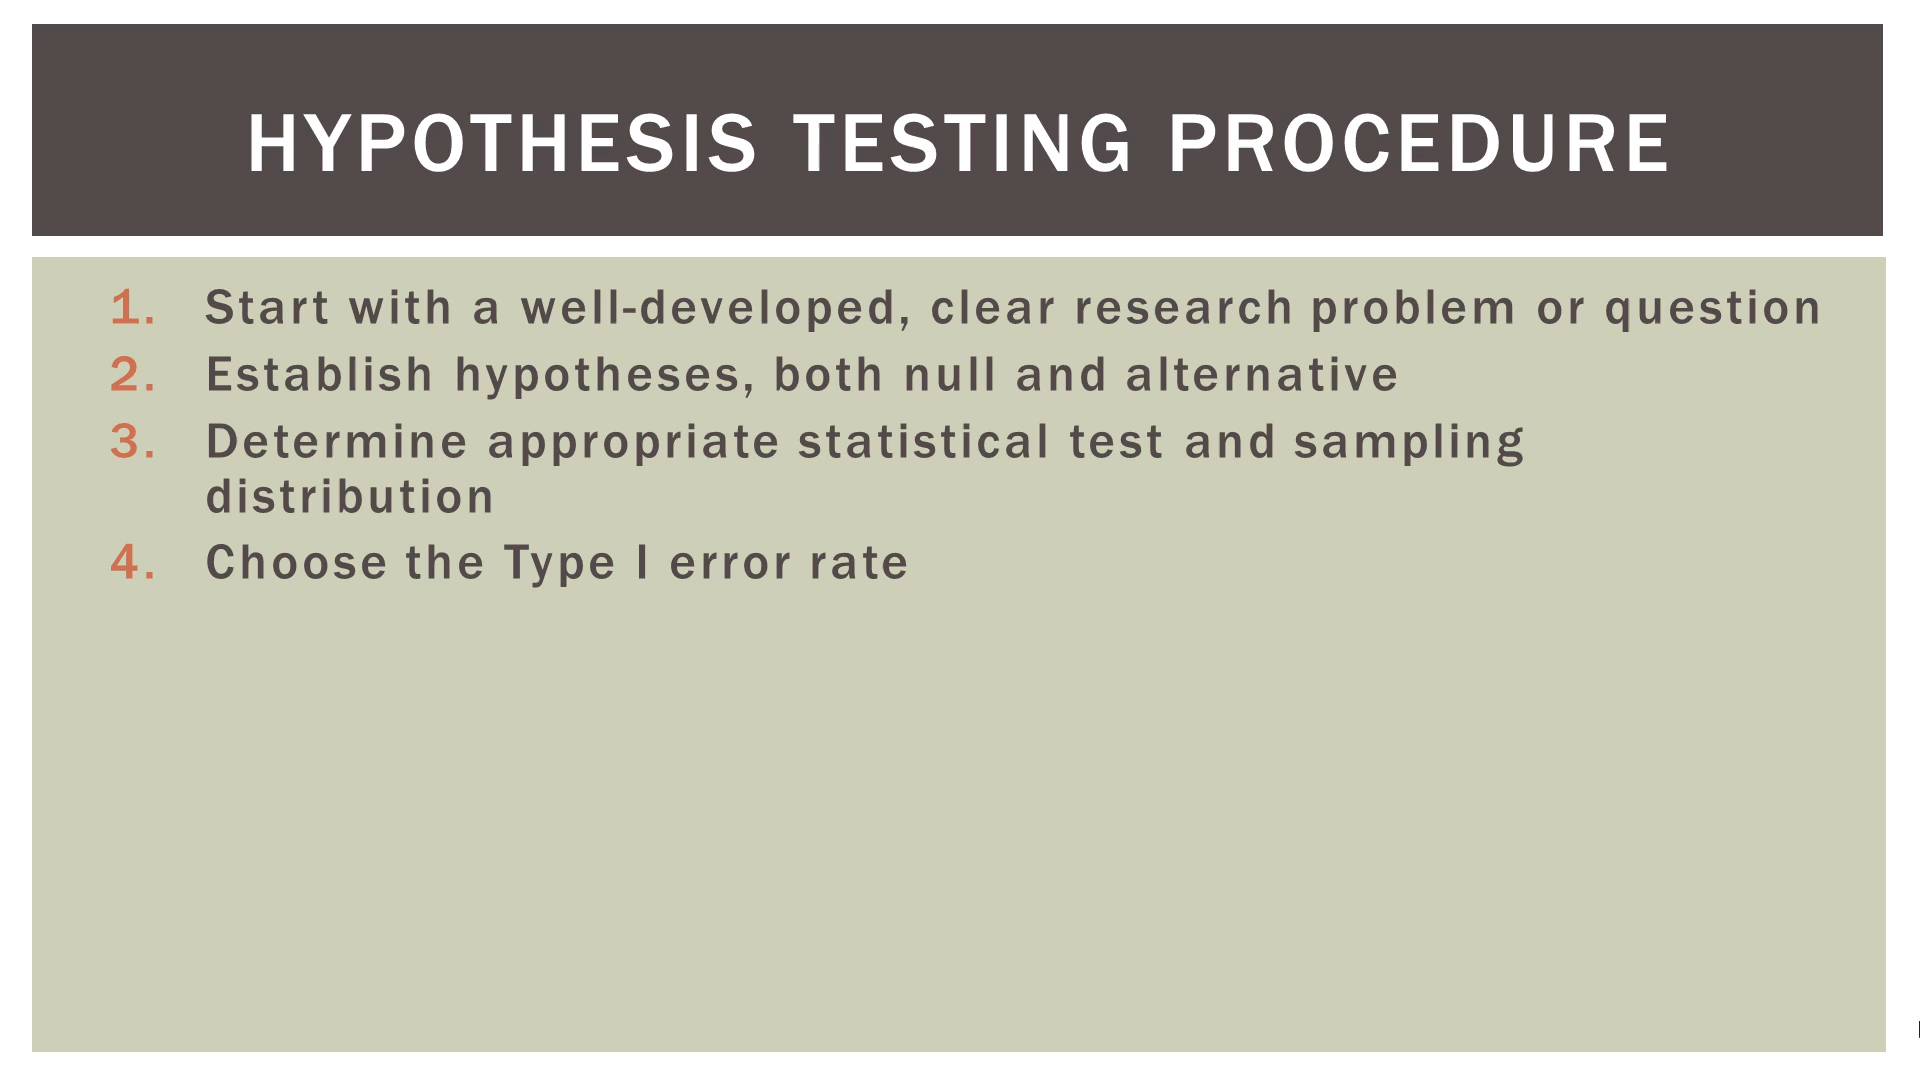 HYPOTHESIS TESTING PROCEDURE
1. Start with a well-developed, clear research problem or question
2. Establish hypotheses, both null and alternative
3. Determine appropriate statistical test and sampling
distribution
4. Choose the Type I error rate